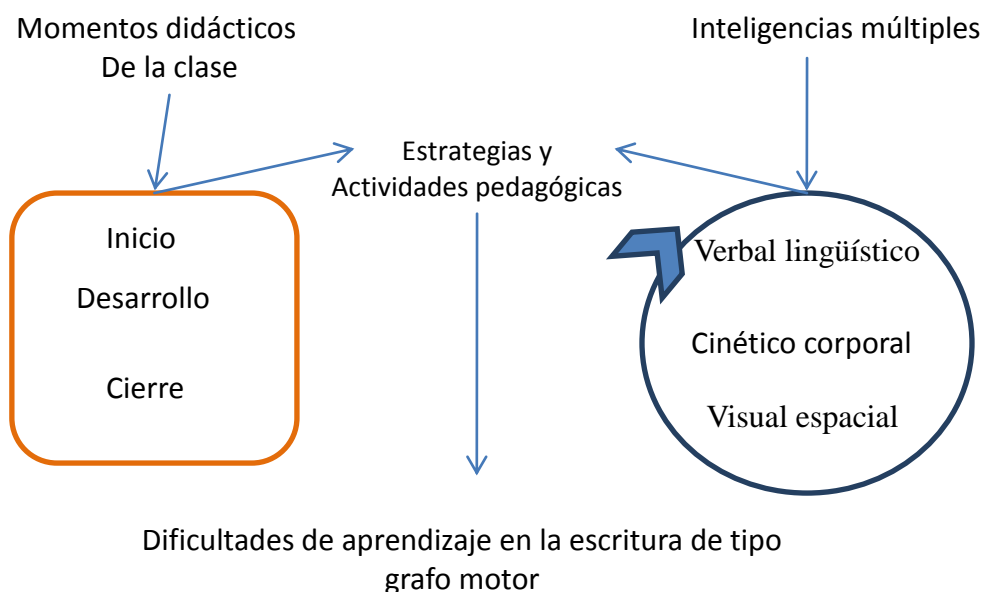 Momentos didácticos
De la clase
Inteligencias múltiples
Estrategias y
Actividades pedagógicas
Inicio
Desarrollo
Cierre
Verbal lingüístico
Cinético corporal
Visual espacial
Dificultades de aprendizaje en la escritura de tipo
grafo motor